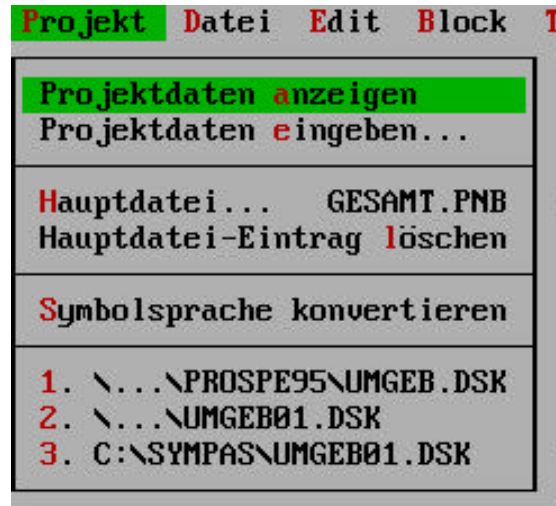 Projekt Datei Edit Block T
Projektdaten anzeigen
Projektdaten eingeben...
Hauptdatei... GESAMT.PNB
Hauptdatei-Eintrag löschen
Symbolsprache konvertieren
1. \...\PROSPE95\UMGEB.DSK
2. \...\UMGEB01.DSK
3. C:\SYMPAS\UMGEB01.DSK